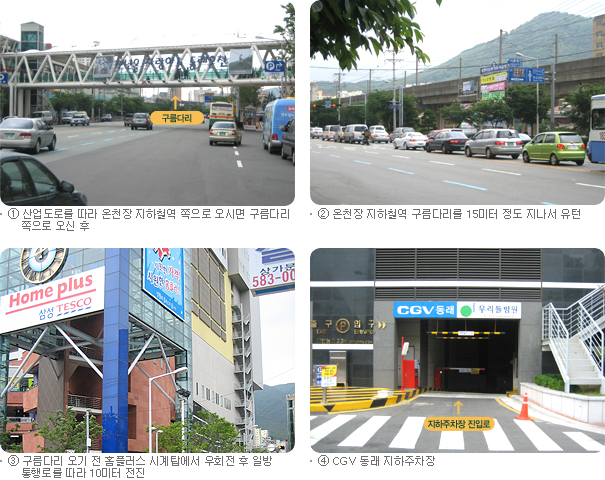 구름다리
· ① 산업도로를 따라 온천장 지하철역 쪽으로 오시면 구름다리
쪽으로 오신 후
· ② 온천장 지하철역 구름다리를 15미터 정도 지나서 유턴
Home plus
삼성 TESCO
583-00
· ③ 구름다리 오기 전 홈플러스 시계탑에서 우회전 후 일방
통행로를 따라 10미터 전진
CGV 동래
우리들병원
출 구 P 입 구
지하주차장 진입로
· ④ CGV 동래 지하주차장